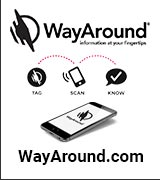 WayAround®
information at your fingertips
TAG SCAN KNOW
WayAround.com